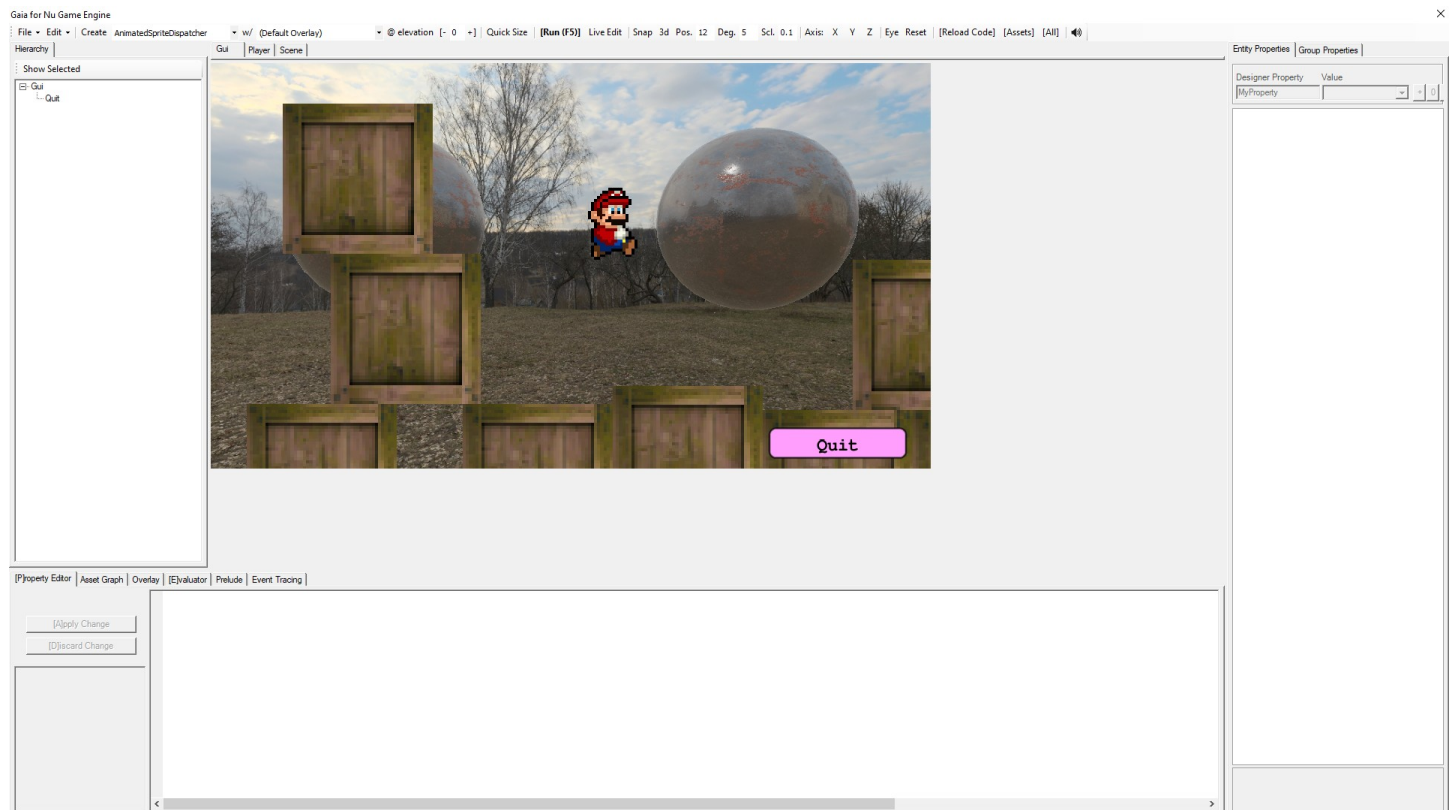 Gaia for Nu Game Engine
File Edit Create AnimatedSpriteDispatcher w/ (Default Overlay) @ elevation [- 0 +] Quick Size [Run (F5)] Live Edit Snap 3d Pos. 12 Deg. 5 Scl. 0.1 Axis: X Y Z Eye Reset [Reload Code] [Assets] [All]
Hierarchy
Gui Player Scene
Entity Properties Group Properties
Show Selected
Gui
Quit
Designer Property Value
MyProperty + 0
Quit
[P]roperty Editor Asset Graph Overlay [E]valuator Prelude Event Tracing
[A]pply Change
[D]iscard Change